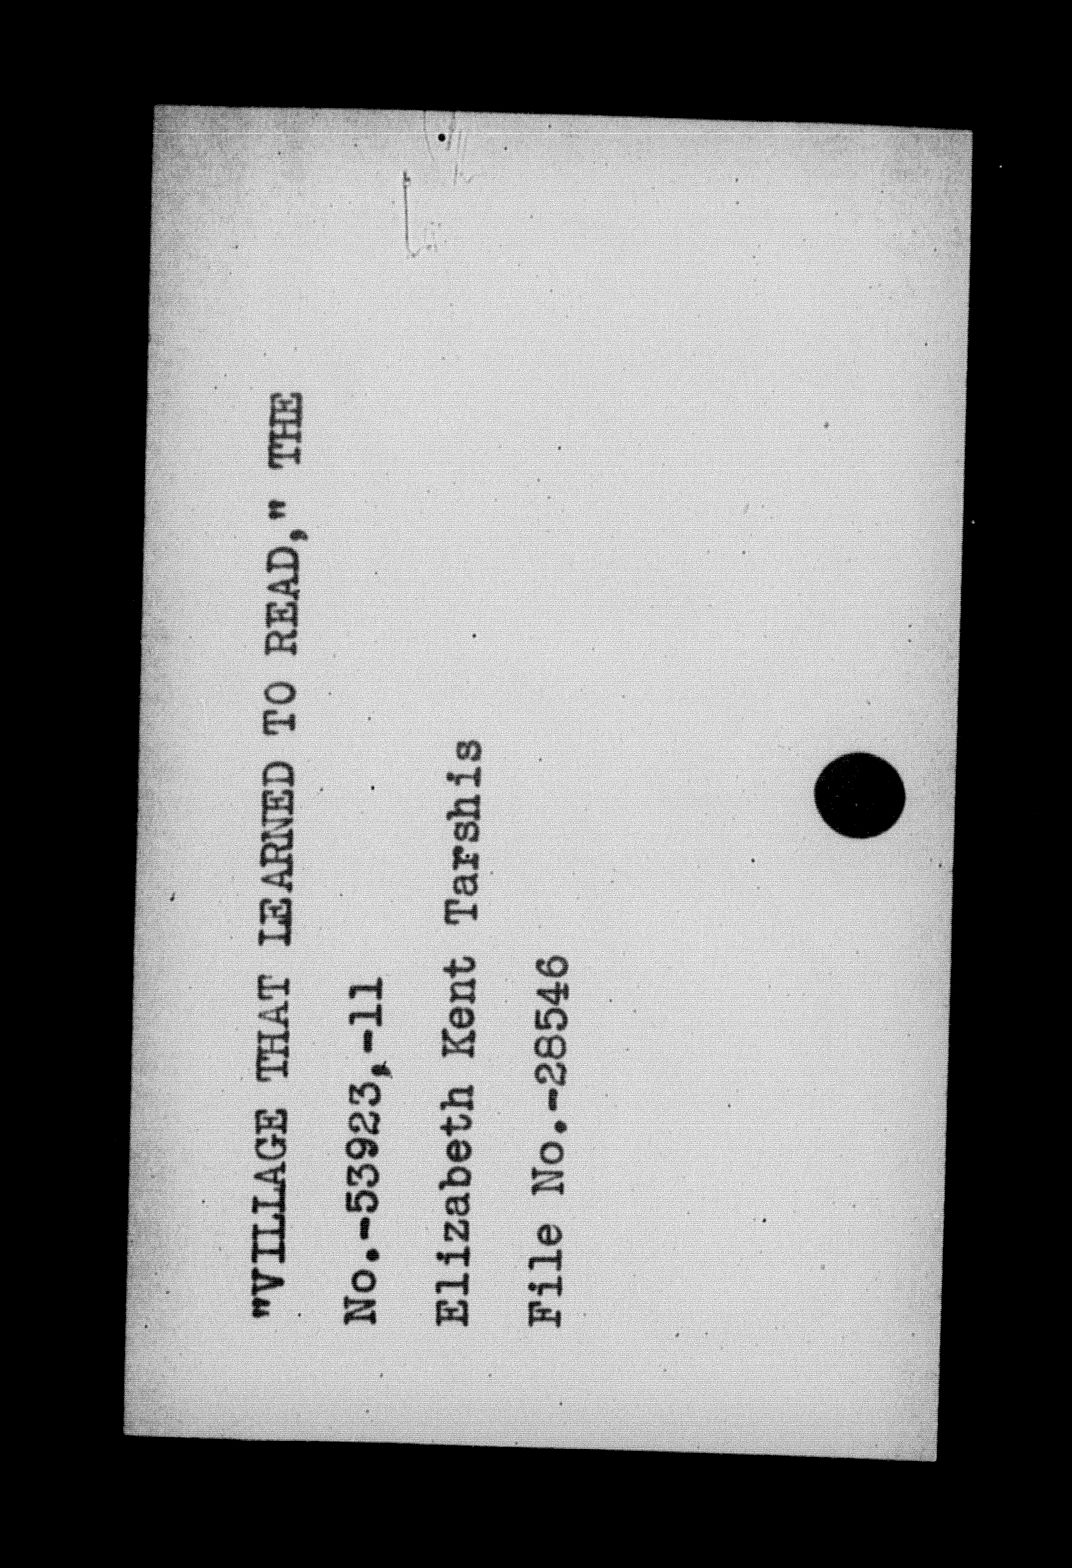 "VILLAGE THAT LEARNED TO READ," THE
No.-53923,-11
Elizabeth Kent Tarshis
File No.-28546